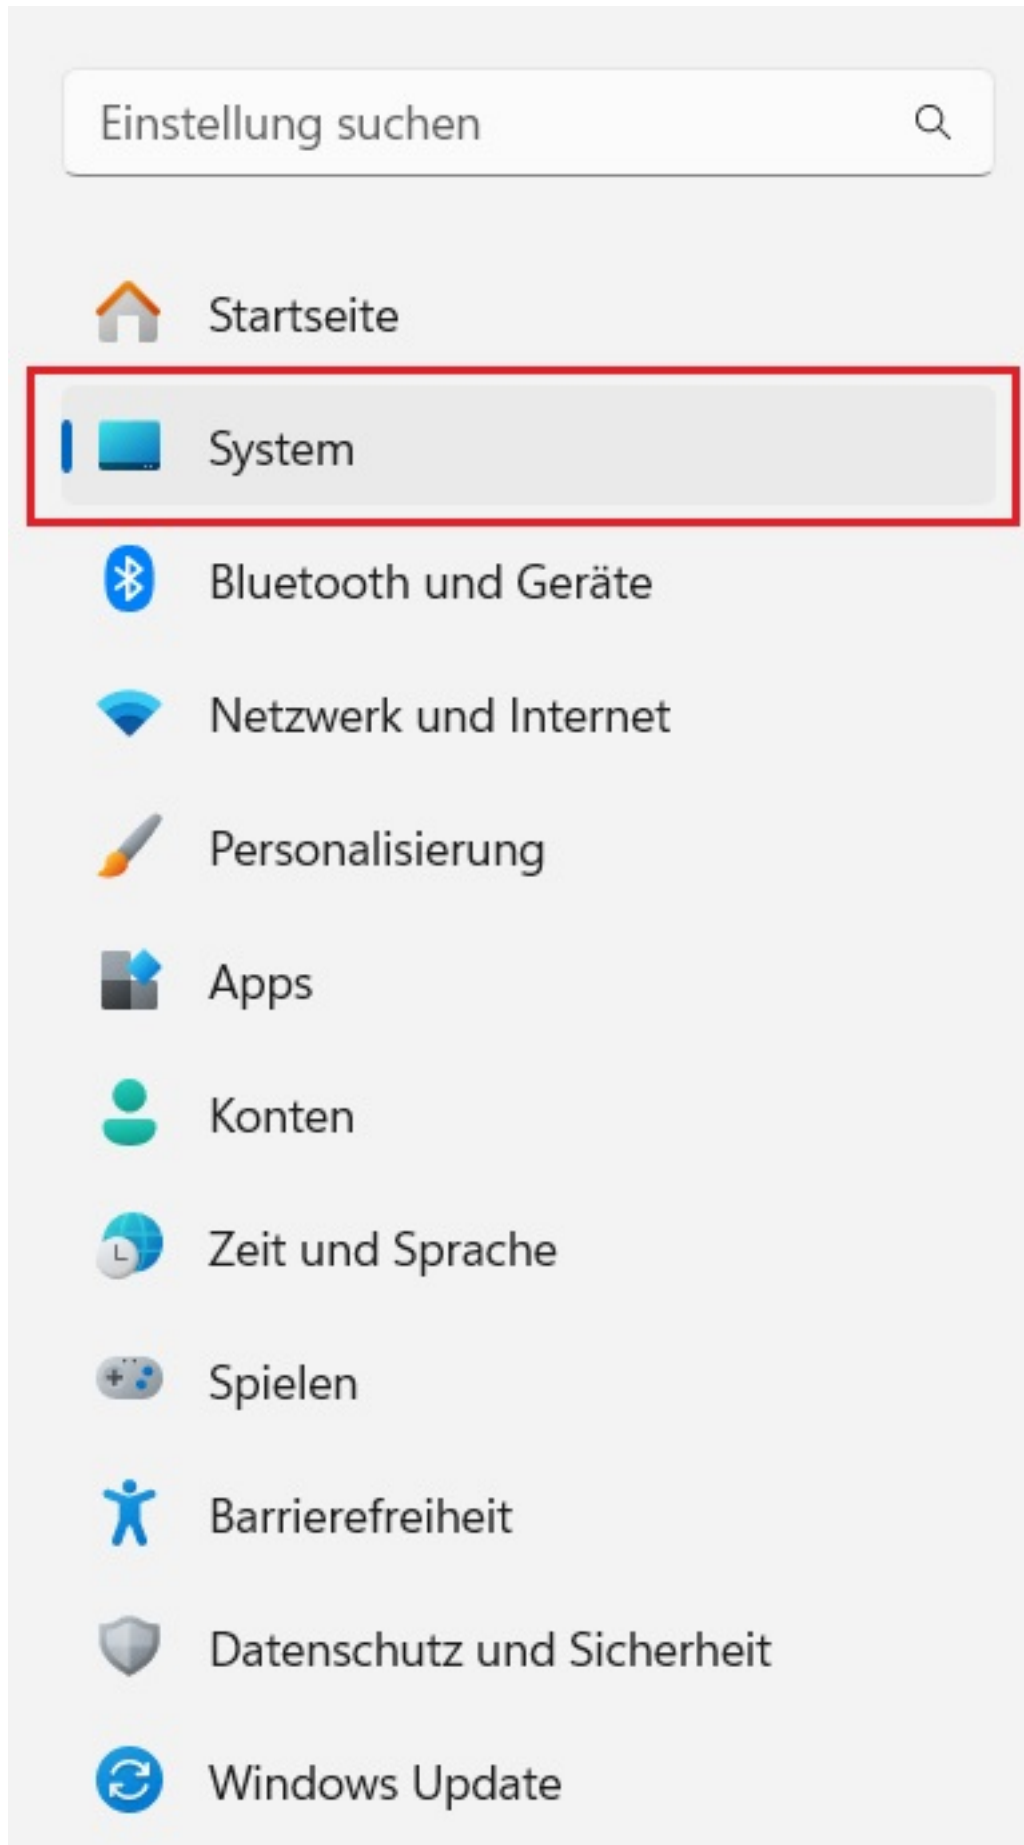 Einstellung suchen
Startseite
System
Bluetooth und Geräte
Netzwerk und Internet
Personalisierung
Apps
Konten
Zeit und Sprache
Spielen
Barrierefreiheit
Datenschutz und Sicherheit
Windows Update